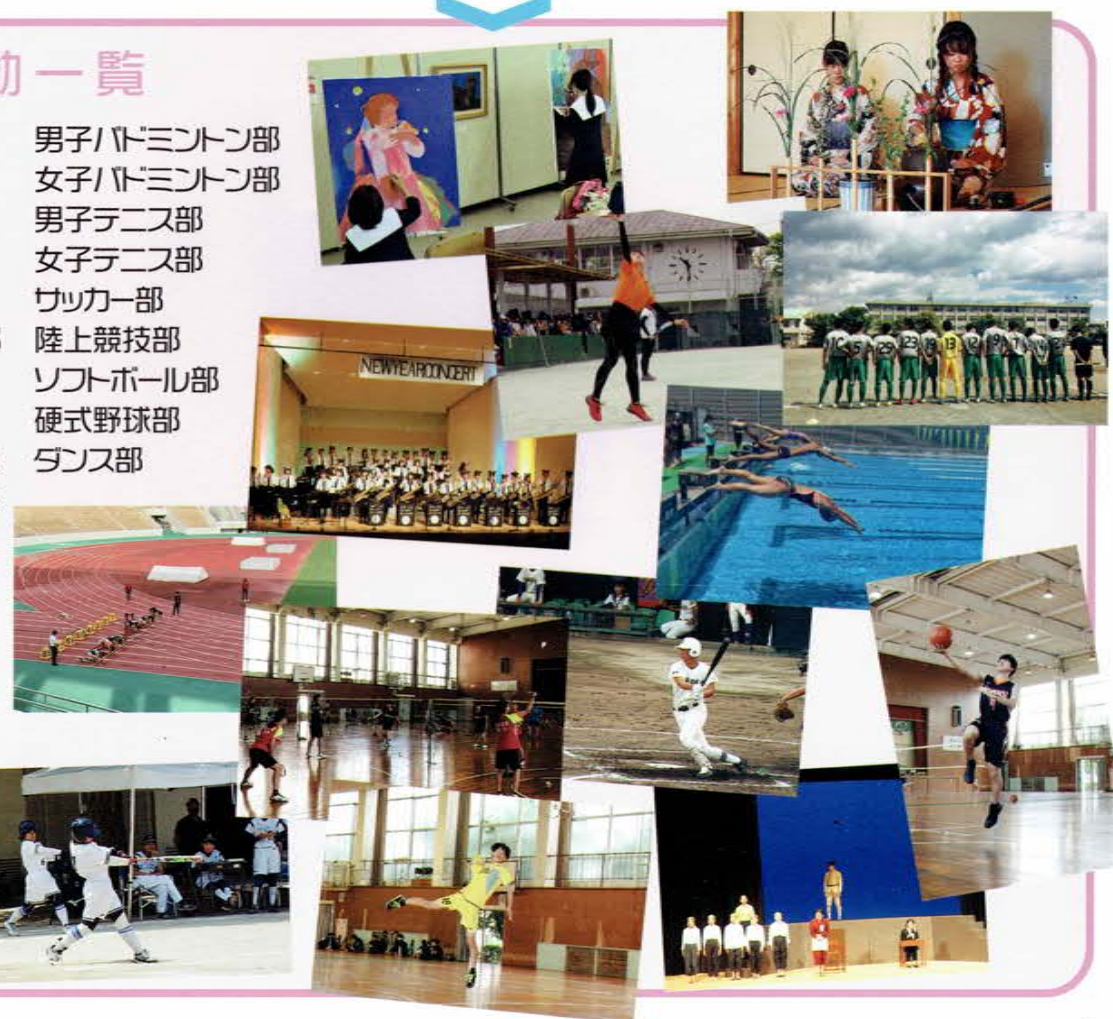 動一覧
男子バドミントン部
女子バドミントン部
男子テニス部
女子テニス部
サッカー部
陸上競技部
ソフトボール部
硬式野球部
ダンス部
NEWYEARCONCERT